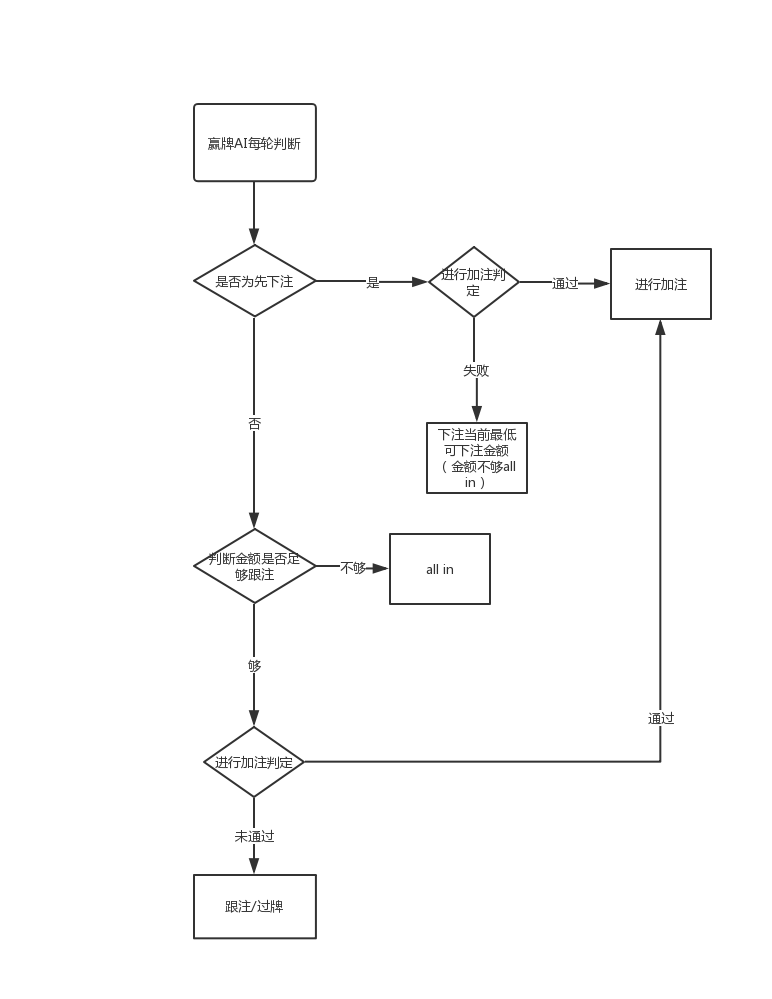 赢牌AI每轮判断
是否为先下注
是
进行加注判
定
通过
进行加注
失败
下注当前最低
可下注金额
（金额不够all
in）
否
判断金额是否足
够跟注
不够
all in
够
通过
进行加注判定
未通过
跟注/过牌